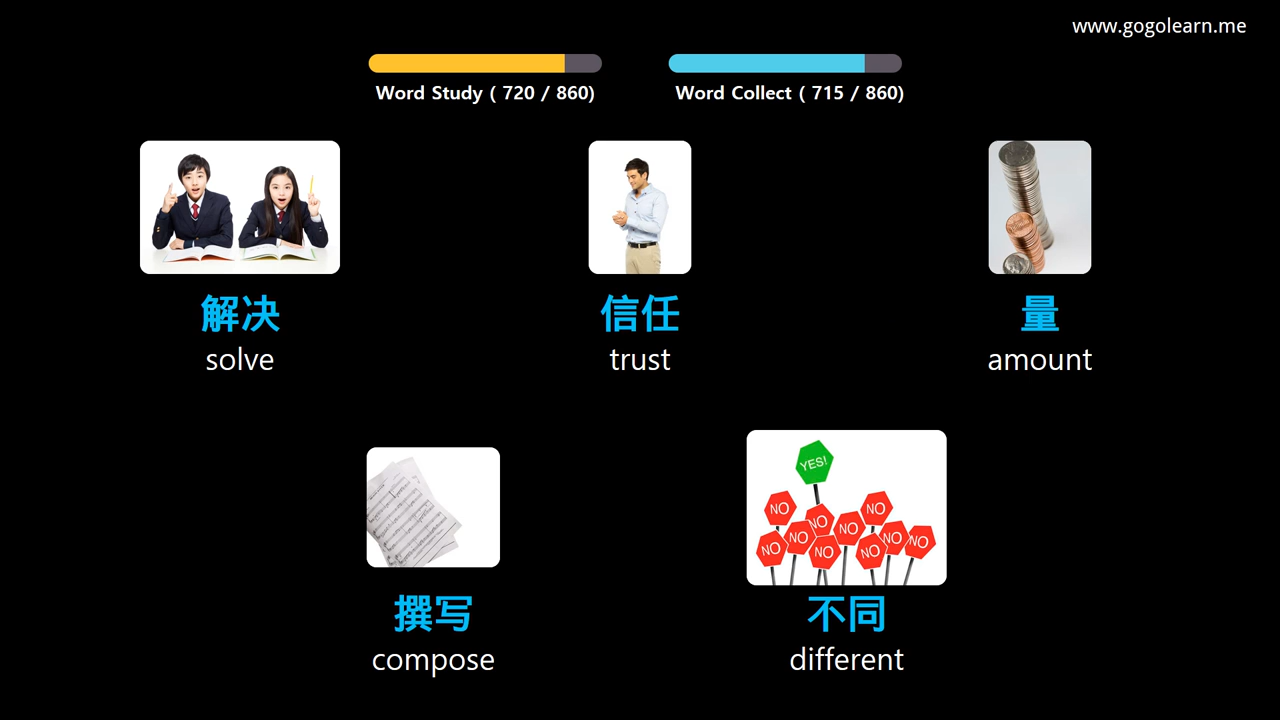 www.gogolearn.me
Word Study ( 720 / 860)
Word Collect ( 715 / 860)
解决
solve
信任
trust
量
amount
撰写
compose
YES!
NO
NO
NO
NO
NO
NO
NO
NO
NO
NO
不同
different